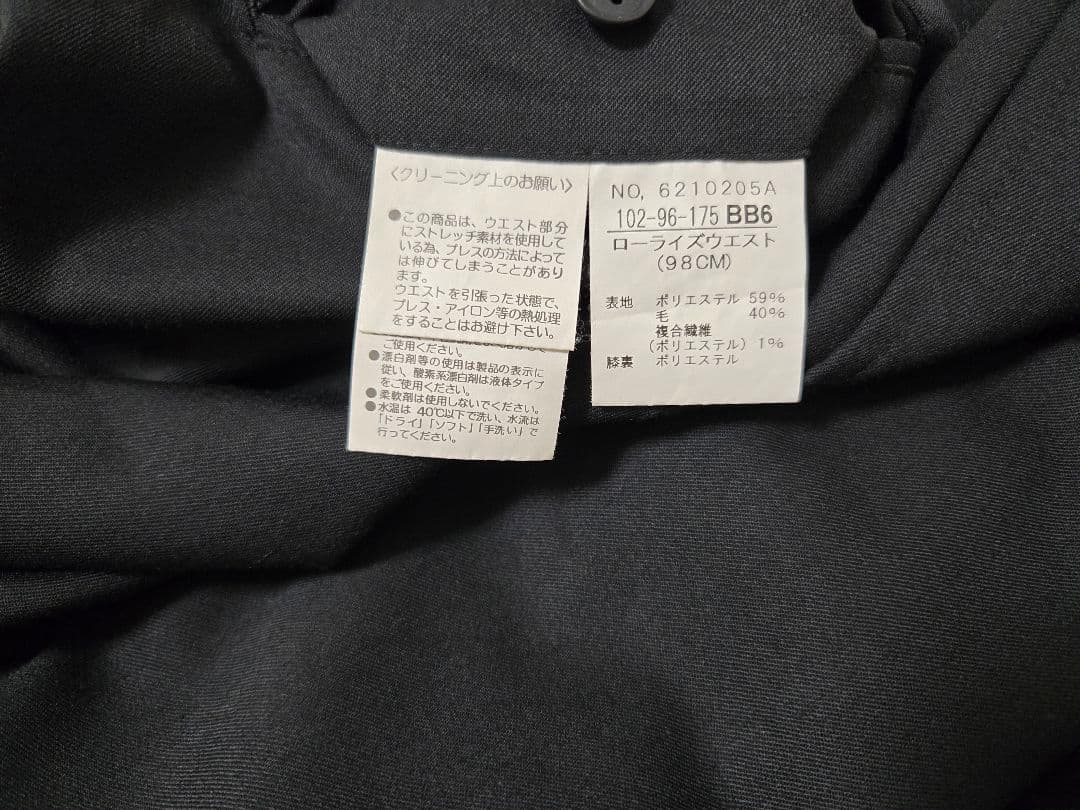 〈クリーニング上のお願い〉
●この商品は、ウエスト部分
にストレッチ素材を使用して
いる為、プレスの方法によって
は伸びてしまうことがあり
ます。
ウエストを引張った状態で、
プレス・アイロン等の熱処理
をすることはお避け下さい。
ご使用ください。
●漂白剤等の使用は製品の表示に
従い、酸素系漂白剤は液体タイプ
をご使用ください。
●柔軟剤は使用しないでください。
●水温は 40℃以下で洗い、水流は
「ドライ」「ソフト」「手洗い」で
行ってください。
NO, 6210205A
102-96-175 BB6
ローライズウエスト
(98CM)
表地 ポリエステル 59%
毛 40%
複合繊維
(ポリエステル) 1%
膝裏 ポリエステル